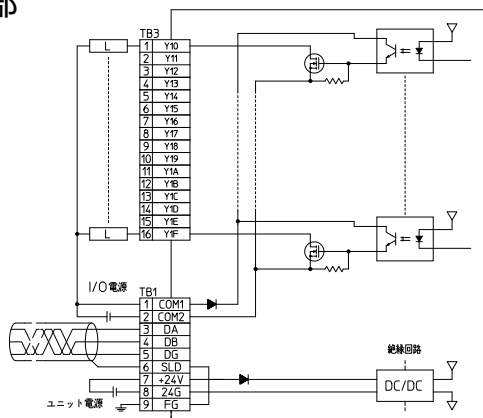 部
TB3
L 1 Y10
2 Y11
3 Y12
4 Y13
5 Y14
6 Y15
7 Y16
8 Y17
9 Y18
10 Y19
11 Y1A
12 Y1B
13 Y1C
14 Y1D
15 Y1E
L 16 Y1F
I/O電源
TB1
1 COM1
2 COM2
3 DA
4 DB
5 DG
6 SLD
7 +24V
8 24G
9 FG
ユニット電源
絶縁回路
DC/DC